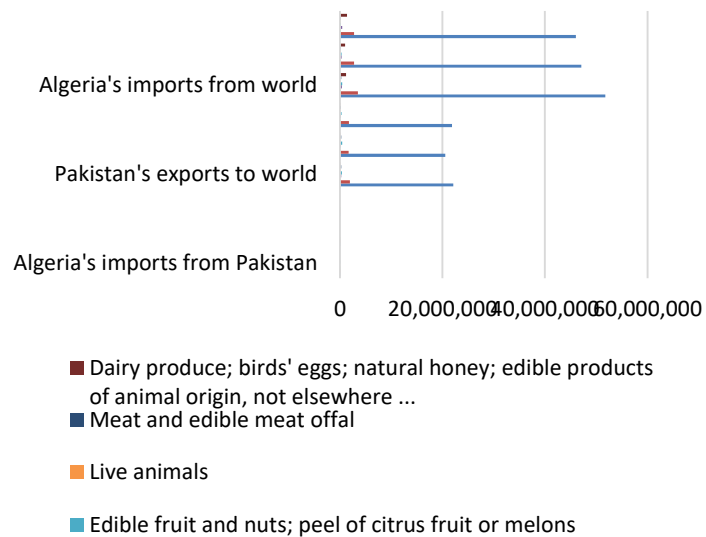 Algeria's imports from world
Pakistan's exports to world
Algeria's imports from Pakistan
0 20,000,000 40,000,000 60,000,000
Dairy produce; birds' eggs; natural honey; edible products
of animal origin, not elsewhere ...
Meat and edible meat offal
Live animals
Edible fruit and nuts; peel of citrus fruit or melons